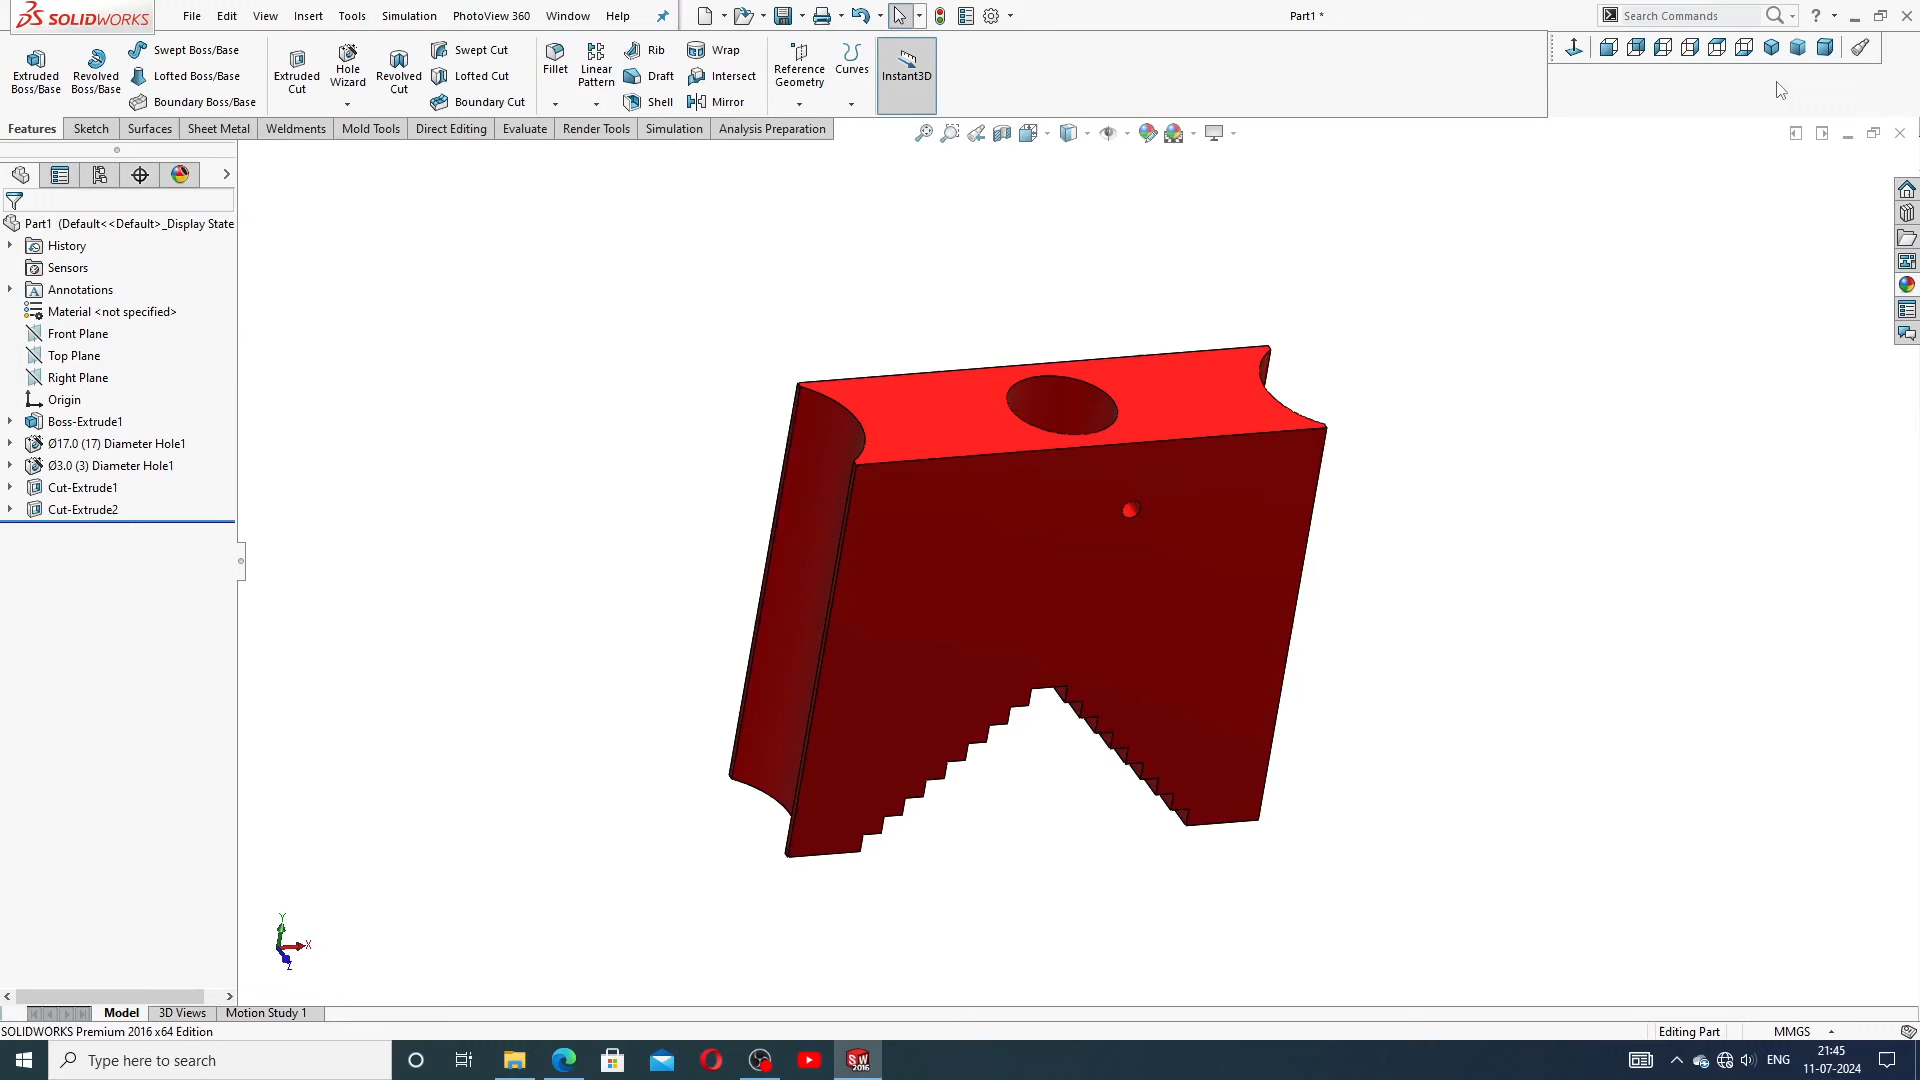 SOLIDWORKS
File Edit View Insert Tools Simulation PhotoView 360 Window Help
Part1 *
Search Commands
Extruded Boss/Base
Revolved Boss/Base
Swept Boss/Base
Lofted Boss/Base
Boundary Boss/Base
Extruded Cut
Hole Wizard
Revolved Cut
Swept Cut
Lofted Cut
Boundary Cut
Fillet
Linear Pattern
Rib
Draft
Shell
Wrap
Intersect
Mirror
Reference Geometry
Curves
Instant3D
Features Sketch Surfaces Sheet Metal Weldments Mold Tools Direct Editing Evaluate Render Tools Simulation Analysis Preparation
Part1 (Default<<Default>_Display State
History
Sensors
Annotations
Material <not specified>
Front Plane
Top Plane
Right Plane
Origin
Boss-Extrude1
Ø17.0 (17) Diameter Hole1
Ø3.0 (3) Diameter Hole1
Cut-Extrude1
Cut-Extrude2
Y
X
Z
Model 3D Views Motion Study 1
SOLIDWORKS Premium 2016 x64 Edition
Editing Part
MMGS
Type here to search
SW
2016
ENG
21:45
11-07-2024